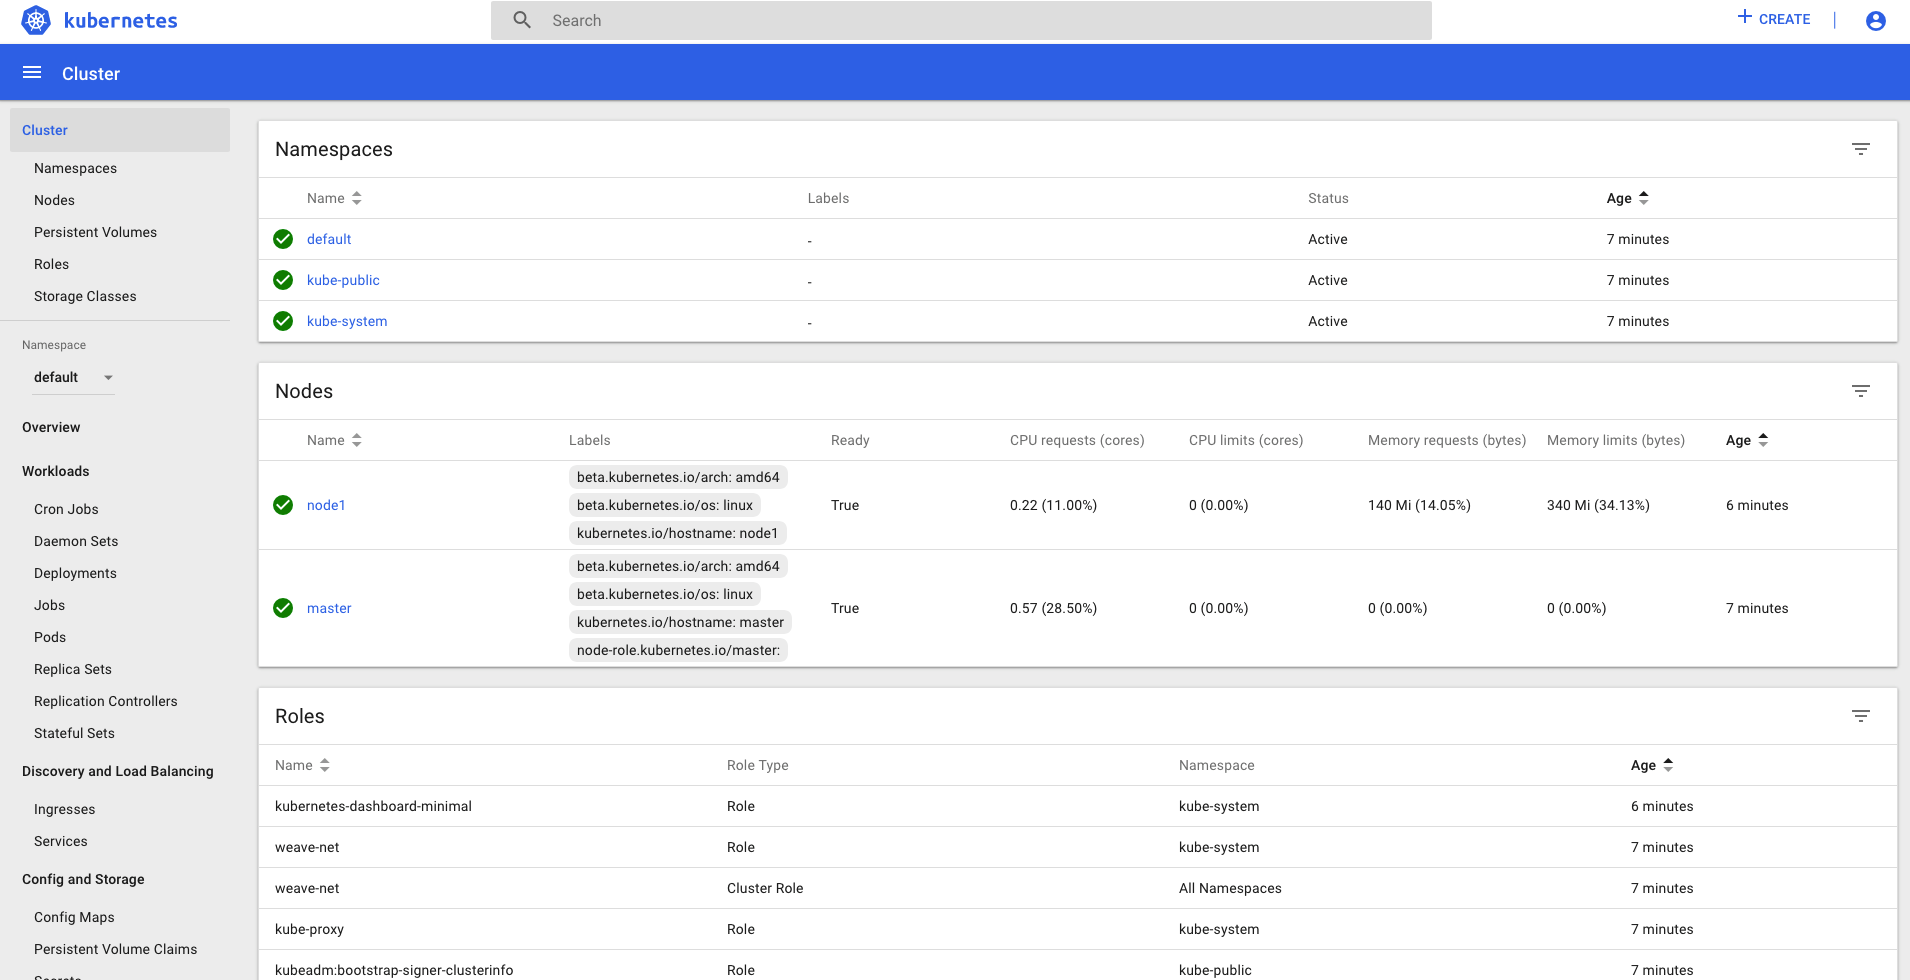 kubernetes
Search
CREATE
Cluster
Cluster
Namespaces
Nodes
Persistent Volumes
Roles
Storage Classes
Namespace
default
Overview
Workloads
Cron Jobs
Daemon Sets
Deployments
Jobs
Pods
Replica Sets
Replication Controllers
Stateful Sets
Discovery and Load Balancing
Ingresses
Services
Config and Storage
Config Maps
Persistent Volume Claims
Namespaces
Name Labels Status Age
default - Active 7 minutes
kube-public - Active 7 minutes
kube-system - Active 7 minutes
Nodes
Name Labels Ready CPU requests (cores) CPU limits (cores) Memory requests (bytes) Memory limits (bytes) Age
beta.kubernetes.io/arch: amd64
node1 beta.kubernetes.io/os: linux True 0.22 (11.00%) 0 (0.00%) 140 Mi (14.05%) 340 Mi (34.13%) 6 minutes
kubernetes.io/hostname: node1
beta.kubernetes.io/arch: amd64
beta.kubernetes.io/os: linux
master True 0.57 (28.50%) 0 (0.00%) 0 (0.00%) 0 (0.00%) 7 minutes
kubernetes.io/hostname: master
node-role.kubernetes.io/master:
Roles
Name Role Type Namespace Age
kubernetes-dashboard-minimal Role kube-system 6 minutes
weave-net Role kube-system 7 minutes
weave-net Cluster Role All Namespaces 7 minutes
kube-proxy Role kube-system 7 minutes
kubeadm:bootstrap-signer-clusterinfo Role kube-public 7 minutes